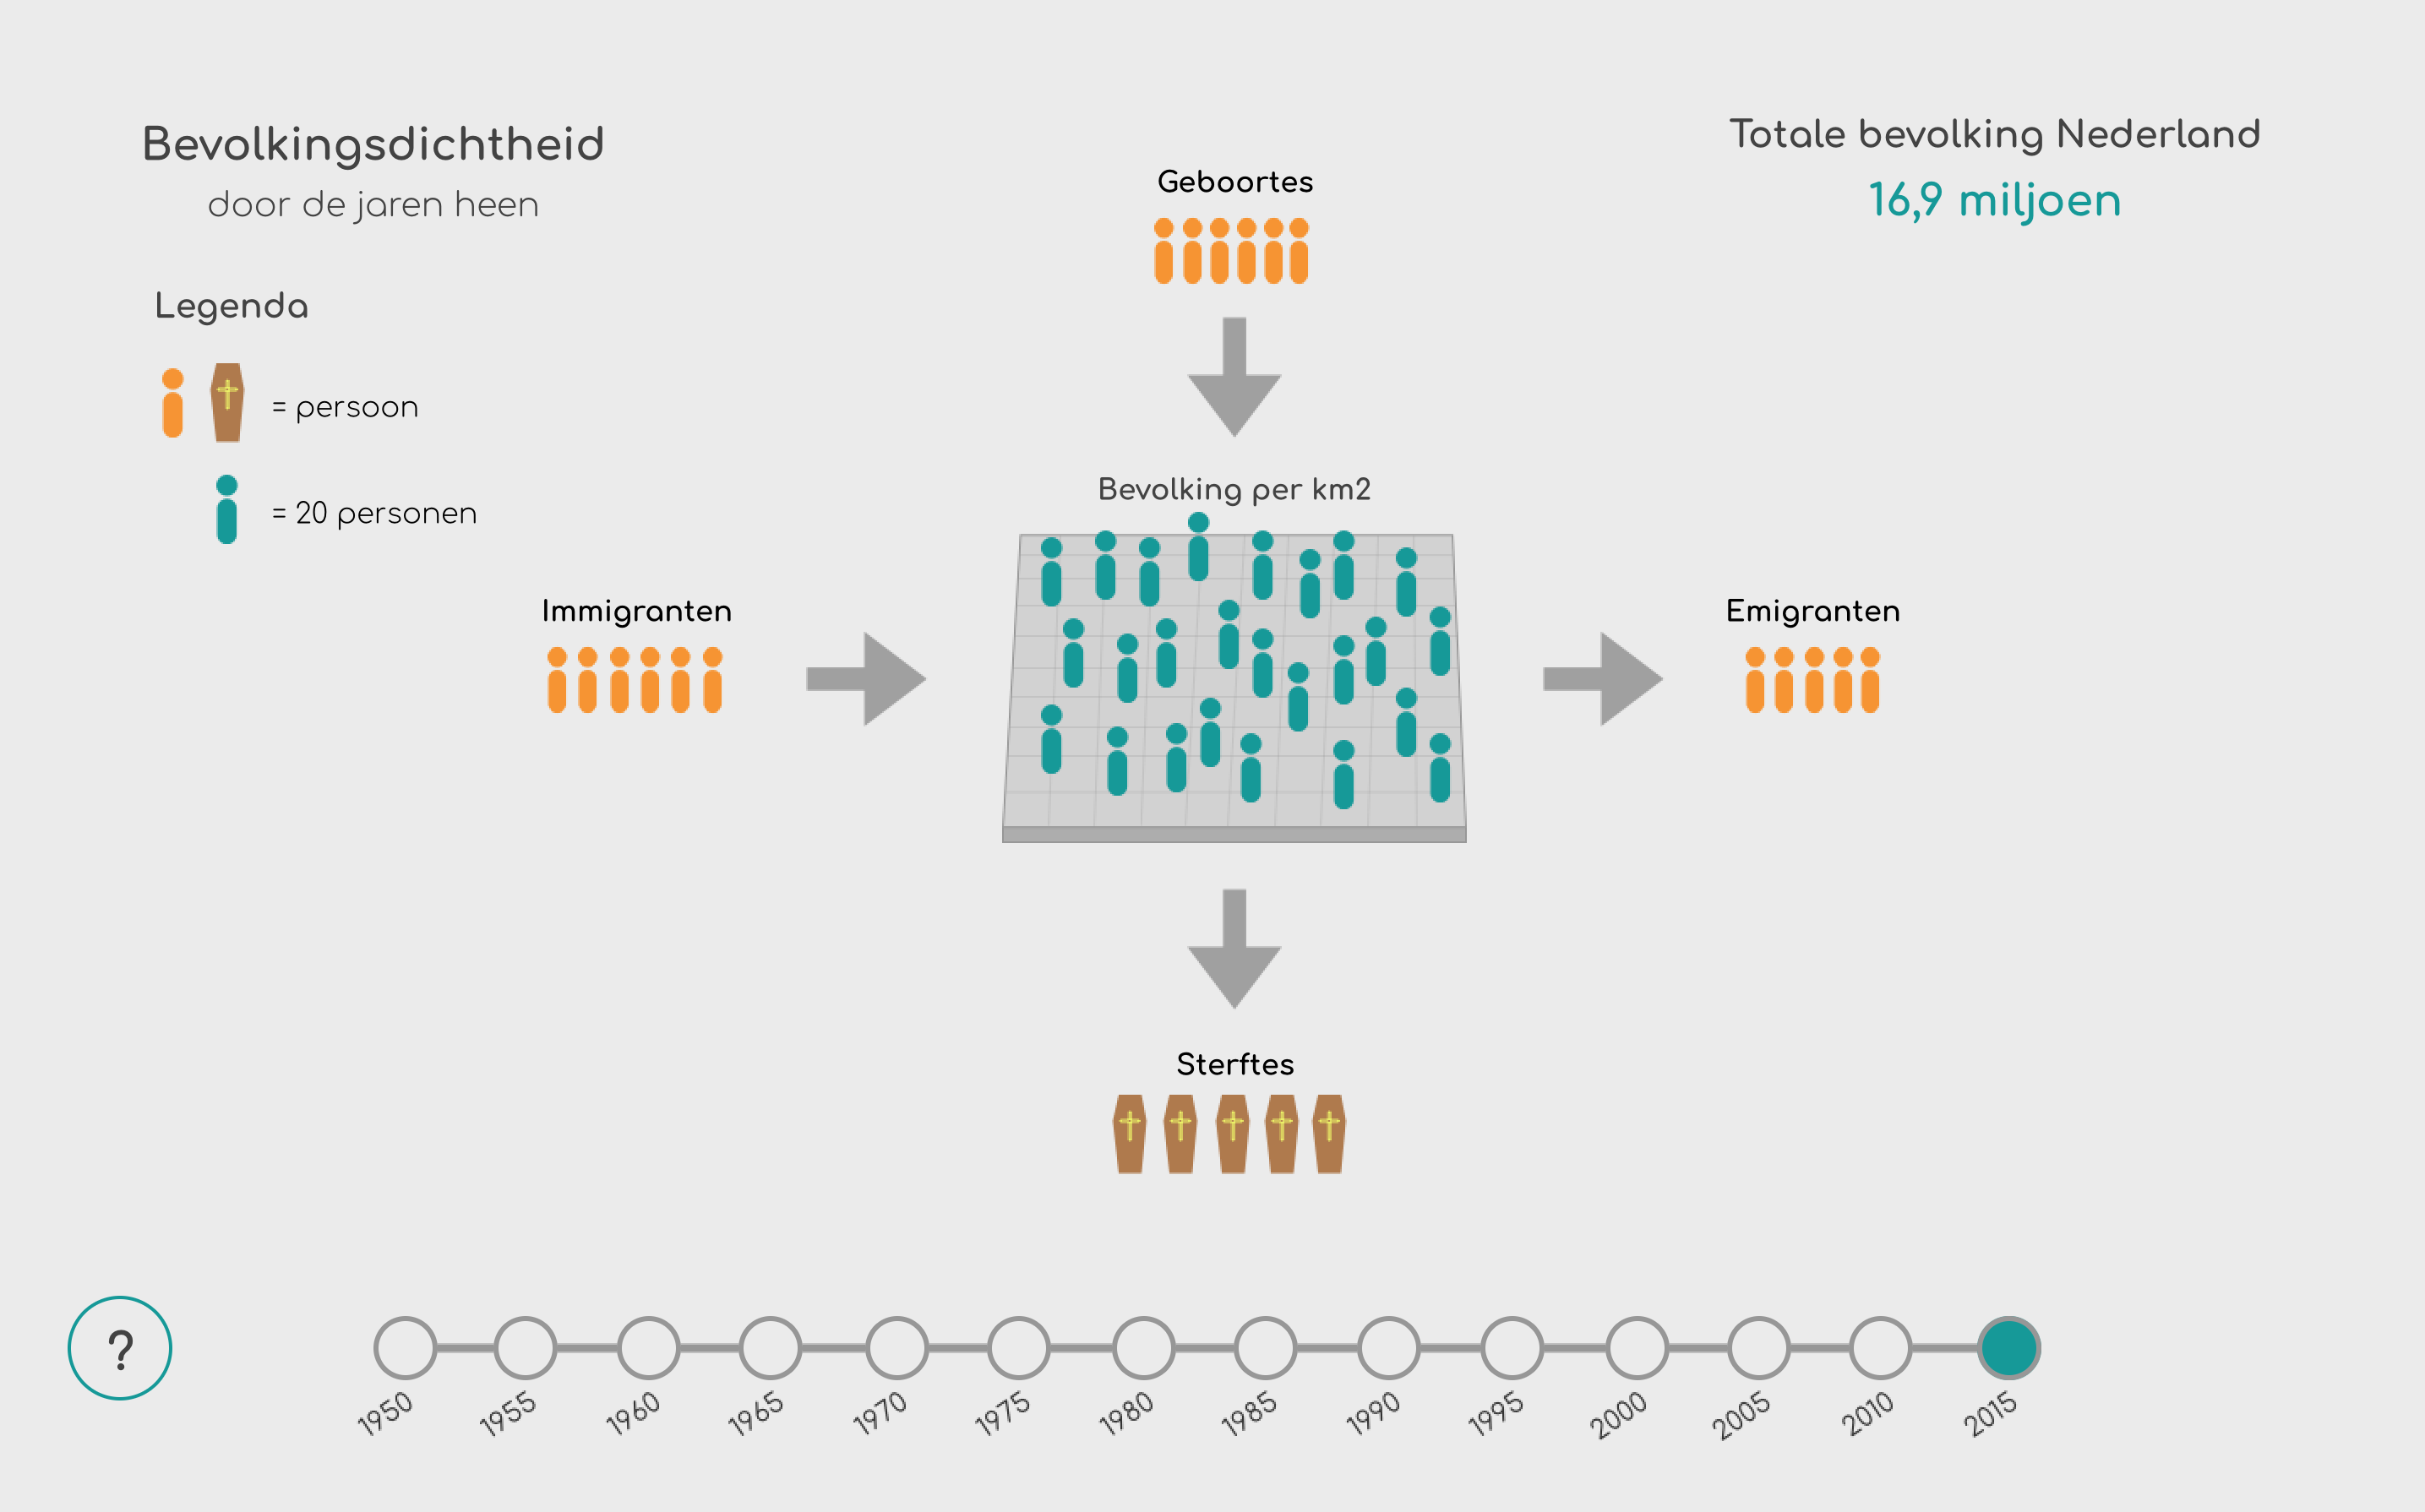 Bevolkingsdichtheid
door de jaren heen
Totale bevolking Nederland
16,9 miljoen
Legenda
= persoon
= 20 personen
Geboortes
Bevolking per km2
Immigranten
Emigranten
Sterftes
?
1950 1955 1960 1965 1970 1975 1980 1985 1990 1995 2000 2005 2010 2015